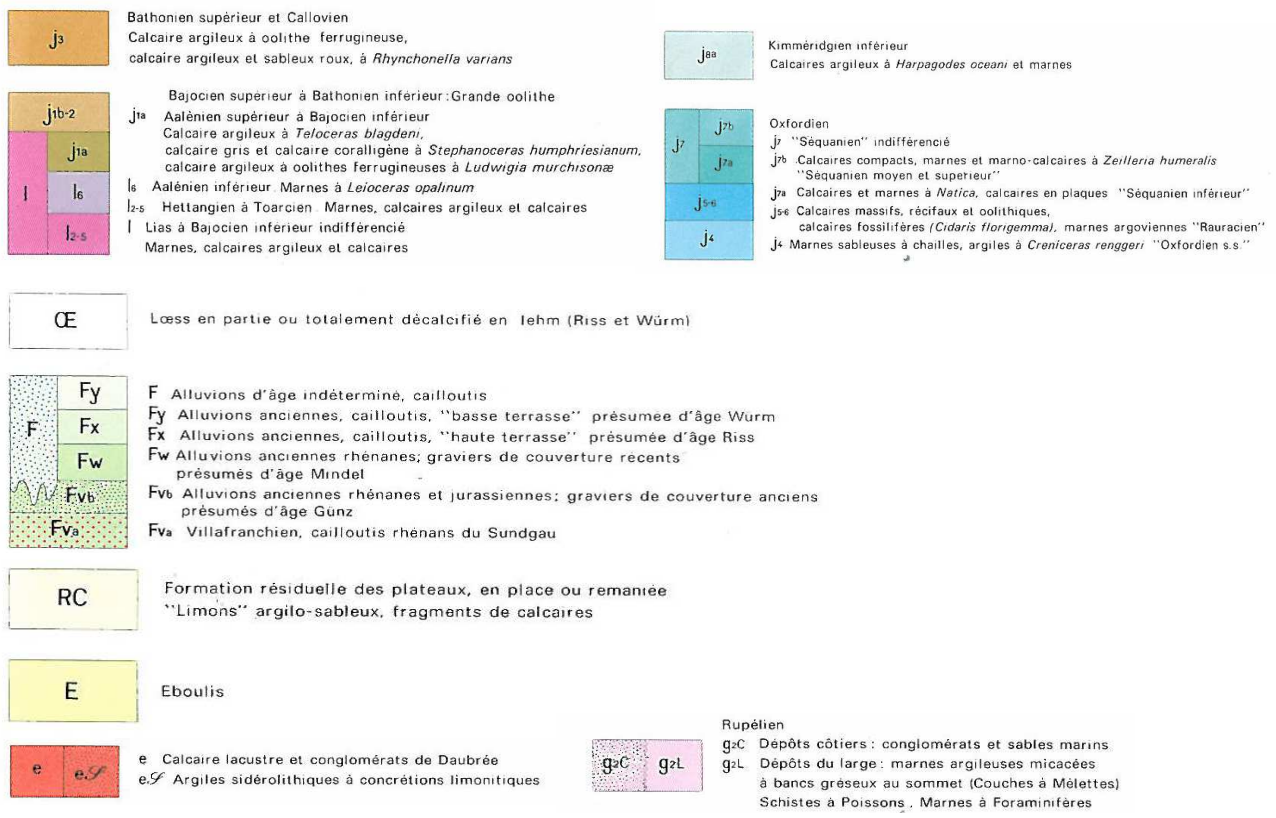 j3
Bathonien supérieur et Callovien
Calcaire argileux à oolithe ferrugineuse,
calcaire argileux et sableux roux, à Rhynchonella varians
j1b-2
j1a
l
l6
l2-5
Bajocien supérieur à Bathonien inférieur: Grande oolithe
j1a Aalénien supérieur à Bajocien inférieur
Calcaire argileux à Teloceras blagdeni,
calcaire gris et calcaire coralligène à Stephanoceras humphriesianum,
calcaire argileux à oolithes ferrugineuses à Ludwigia murchisonæ
l6 Aalénien inférieur. Marnes à Leioceras opalinum
l2-5 Hettangien à Toarcien. Marnes, calcaires argileux et calcaires
l Lias à Bajocien inférieur indifférencié
Marnes, calcaires argileux et calcaires
j8a
Kimméridgien inférieur
Calcaires argileux à Harpagodes oceani et marnes
j7
j7b
j7a
j5-6
j4
Oxfordien
j7 "Séquanien" indifférencié
j7b Calcaires compacts, marnes et marno-calcaires à Zeilleria humeralis
"Séquanien moyen et superieur"
j7a Calcaires et marnes à Natica, calcaires en plaques "Séquanien inférieur"
j5-6 Calcaires massifs, récifaux et oolithiques,
calcaires fossilifères (Cidaris florigemma), marnes argoviennes "Rauracien"
j4 Marnes sableuses à chailles, argiles à Creniceras renggeri "Oxfordien s.s."
Œ
Lœss en partie ou totalement décalcifié en lehm (Riss et Würm)
F
Fy
Fx
Fw
Fvb
Fva
F Alluvions d'âge indéterminé, cailloutis
Fy Alluvions anciennes, cailloutis, "basse terrasse" présumée d'âge Würm
Fx Alluvions anciennes, cailloutis, "haute terrasse" présumée d'âge Riss
Fw Alluvions anciennes rhénanes; graviers de couverture récents
présumés d'âge Mindel
Fvb Alluvions anciennes rhénanes et jurassiennes; graviers de couverture anciens
présumés d'âge Günz
Fva Villafranchien, cailloutis rhénans du Sundgau
RC
Formation résiduelle des plateaux, en place ou remaniée
"Limons" argilo-sableux, fragments de calcaires
E
Eboulis
e
e𝒮
e Calcaire lacustre et conglomérats de Daubrée
e𝒮 Argiles sidérolithiques à concrétions limonitiques
g2C
g2L
Rupélien
g2C Dépôts côtiers : conglomérats et sables marins
g2L Dépôts du large : marnes argileuses micacées
à bancs gréseux au sommet (Couches à Mélettes)
Schistes à Poissons, Marnes à Foraminifères